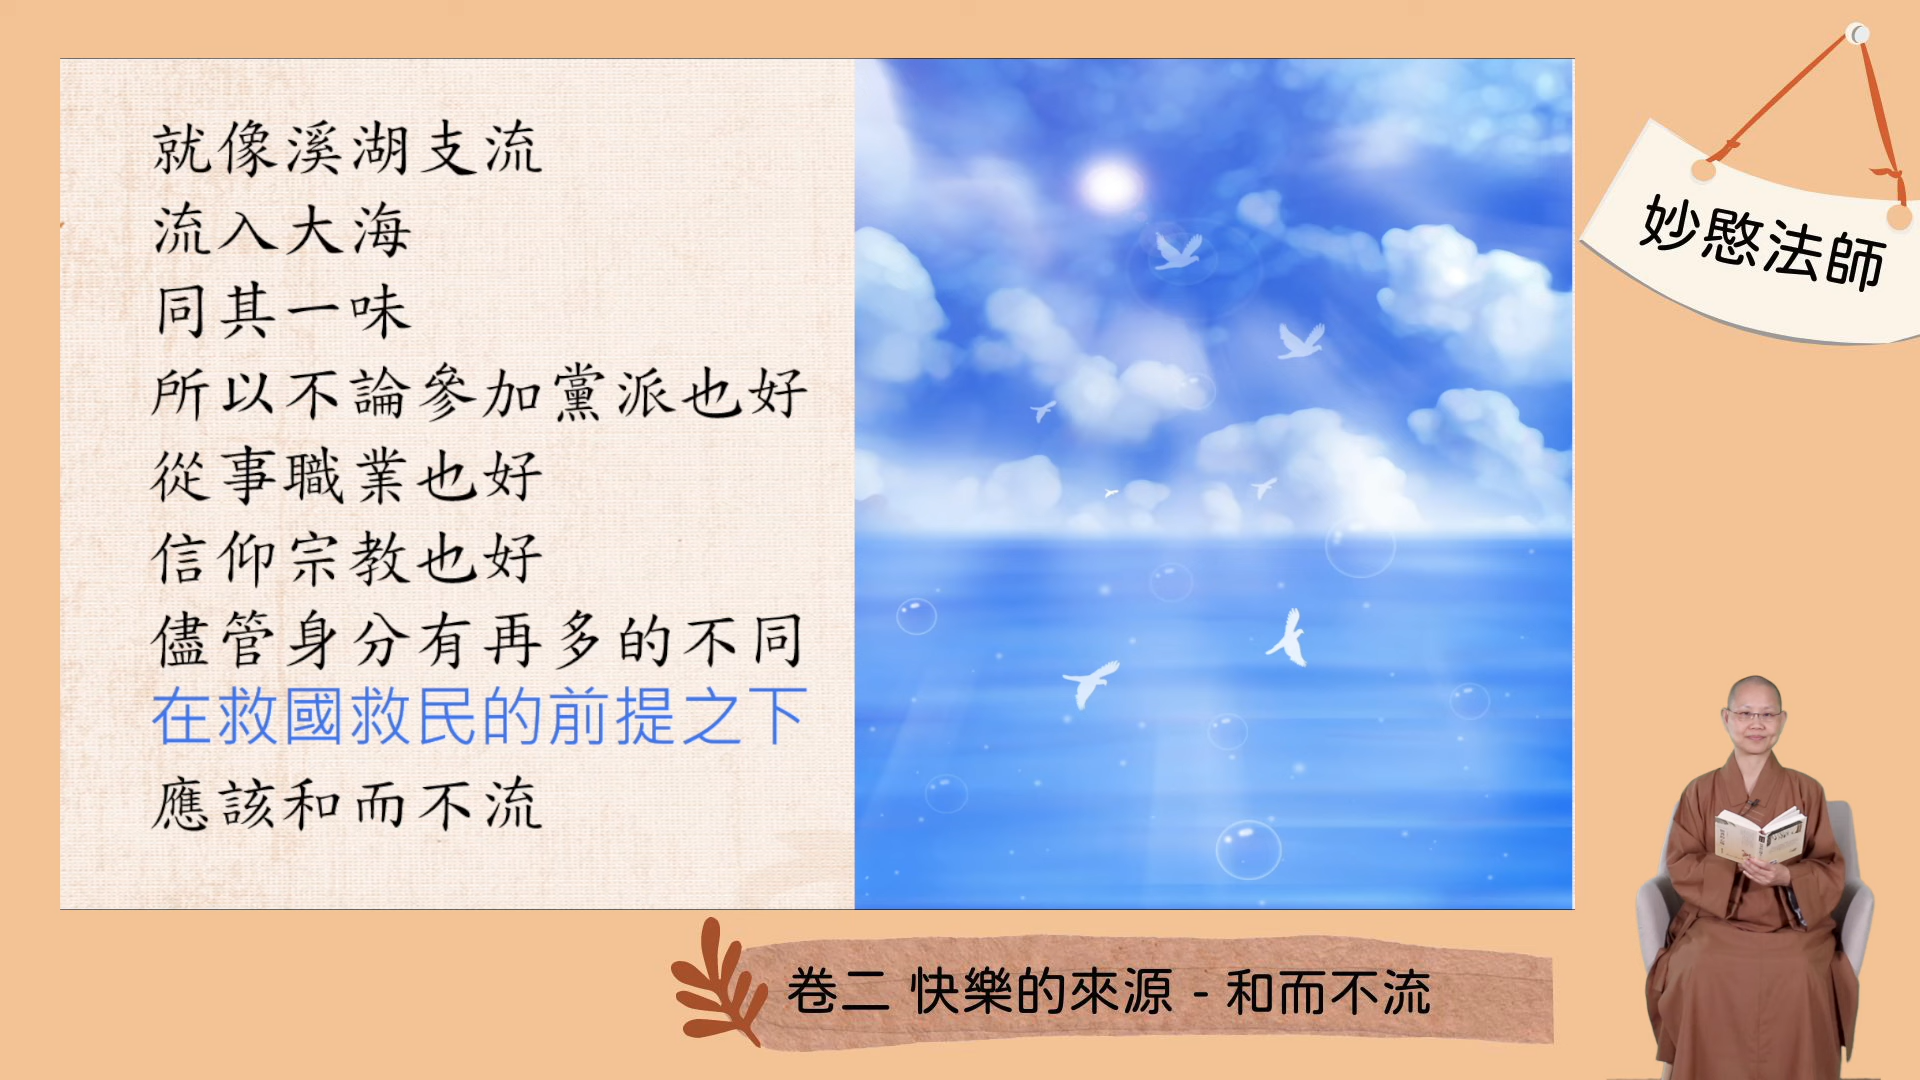 就像溪湖支流
流入大海
同其一味
所以不論參加黨派也好
從事職業也好
信仰宗教也好
儘管身分有再多的不同
在救國救民的前提之下
應該和而不流
妙愍法師
卷二 快樂的來源 - 和而不流